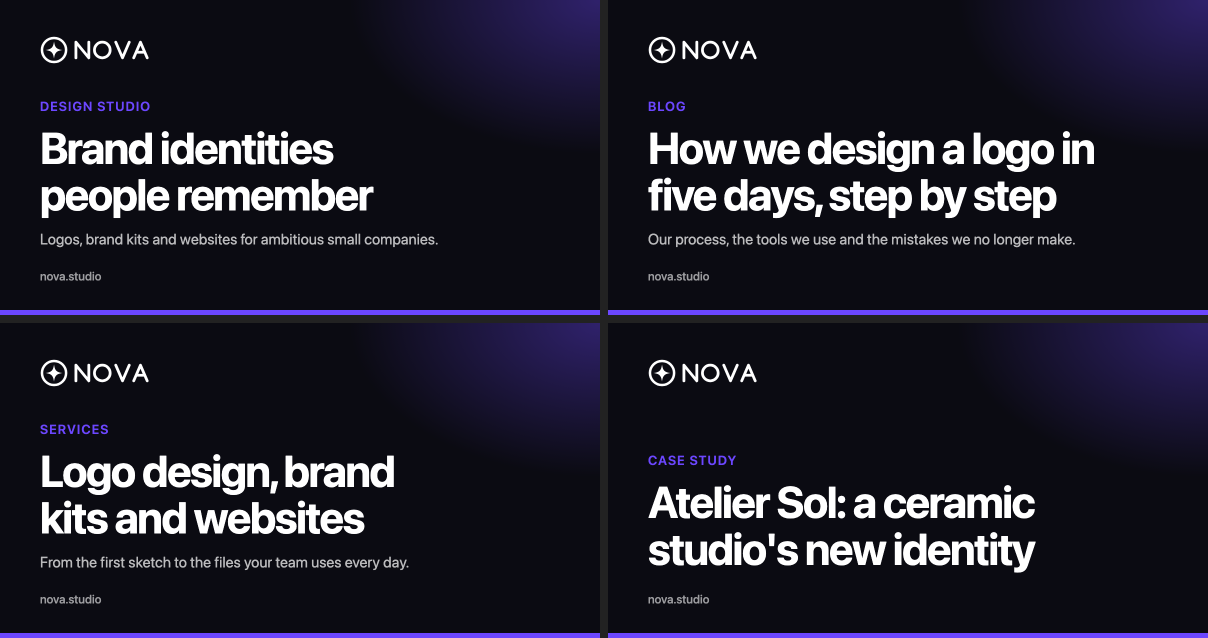 NOVA
DESIGN STUDIO
Brand identities
people remember
Logos, brand kits and websites for ambitious small companies.
nova.studio
NOVA
BLOG
How we design a logo in
five days, step by step
Our process, the tools we use and the mistakes we no longer make.
nova.studio
NOVA
SERVICES
Logo design, brand
kits and websites
From the first sketch to the files your team uses every day.
nova.studio
NOVA
CASE STUDY
Atelier Sol: a ceramic
studio's new identity
nova.studio